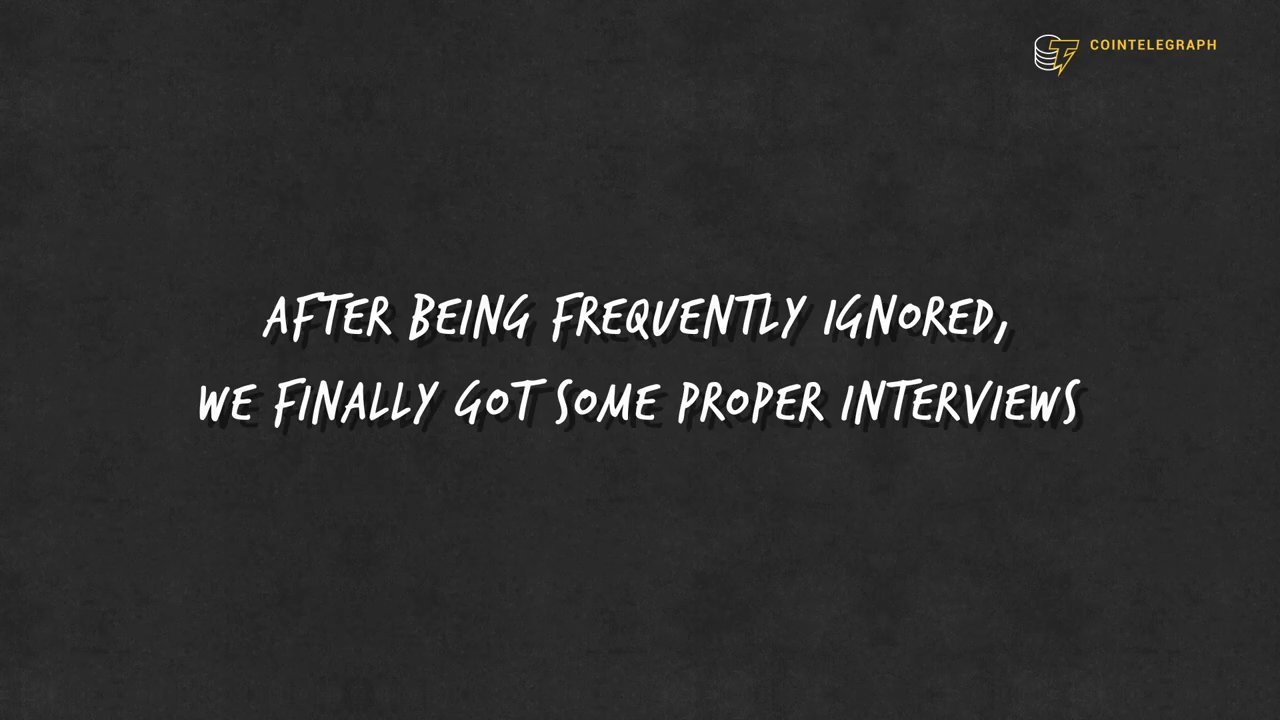 COINTELEGRAPH
AFTER BEING FREQUENTLY IGNORED,
WE FINALLY GOT SOME PROPER INTERVIEWS